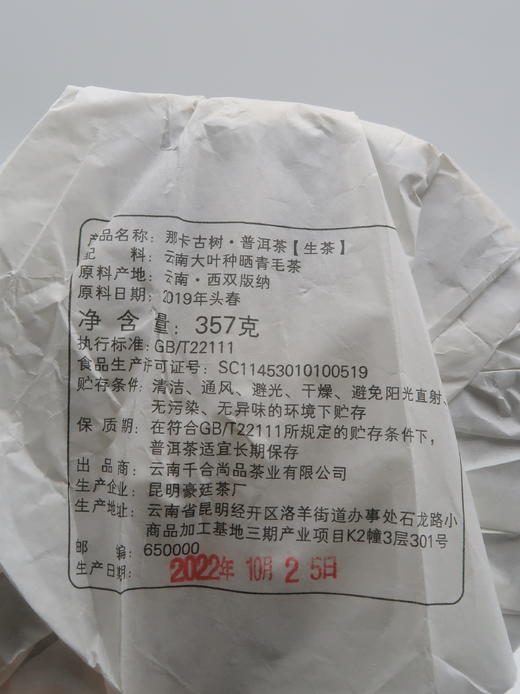 产品名称：那卡古树·普洱茶【生茶】
配 料：云南大叶种晒青毛茶
原料产地：云南·西双版纳
原料日期：2019年头春
净含量：357克
执行标准：GB/T22111
食品生产许可证号：SC11453010100519
贮存条件：清洁、通风、避光、干燥、避免阳光直射、
无污染、无异味的环境下贮存
保质期：在符合GB/T22111所规定的贮存条件下，
普洱茶适宜长期保存
出品商：云南千合尚品茶业有限公司
生产企业：昆明豪廷茶厂
生产地址：云南省昆明经开区洛羊街道办事处石龙路小
商品加工基地三期产业项目K2幢3层301号
邮 编：650000
生产日期：2022年10月25日